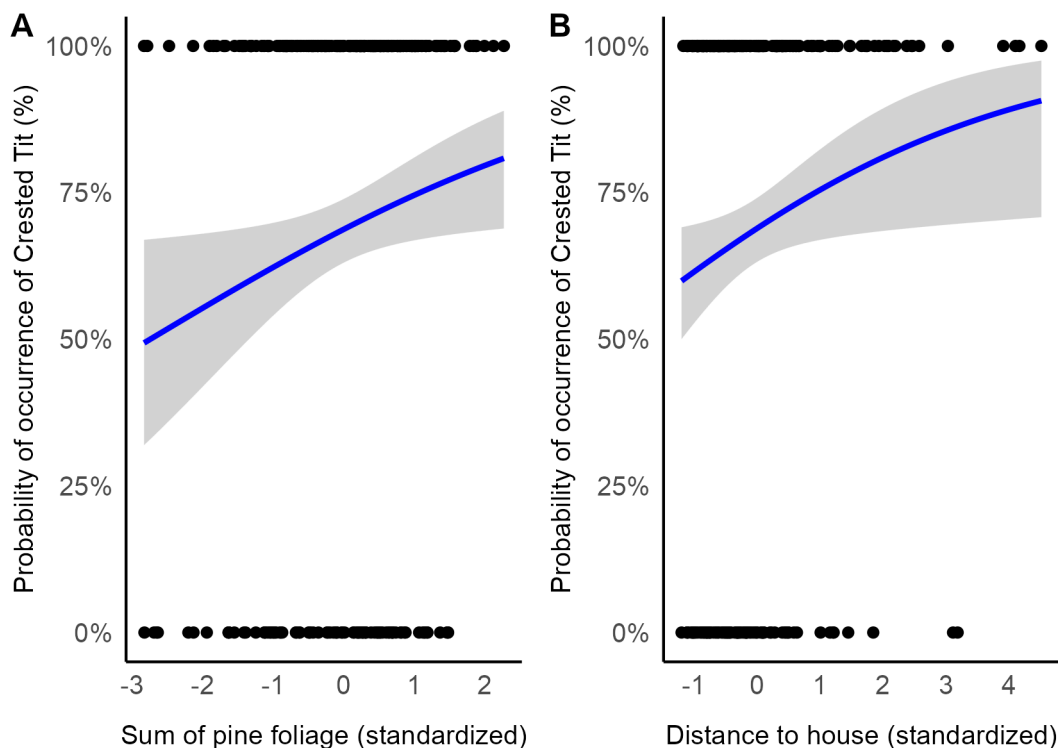 A
Probability of occurrence of Crested Tit (%)
100%
75%
50%
25%
0%
-3 -2 -1 0 1 2
Sum of pine foliage (standardized)
B
Probability of occurrence of Crested Tit (%)
100%
75%
50%
25%
0%
-1 0 1 2 3 4
Distance to house (standardized)